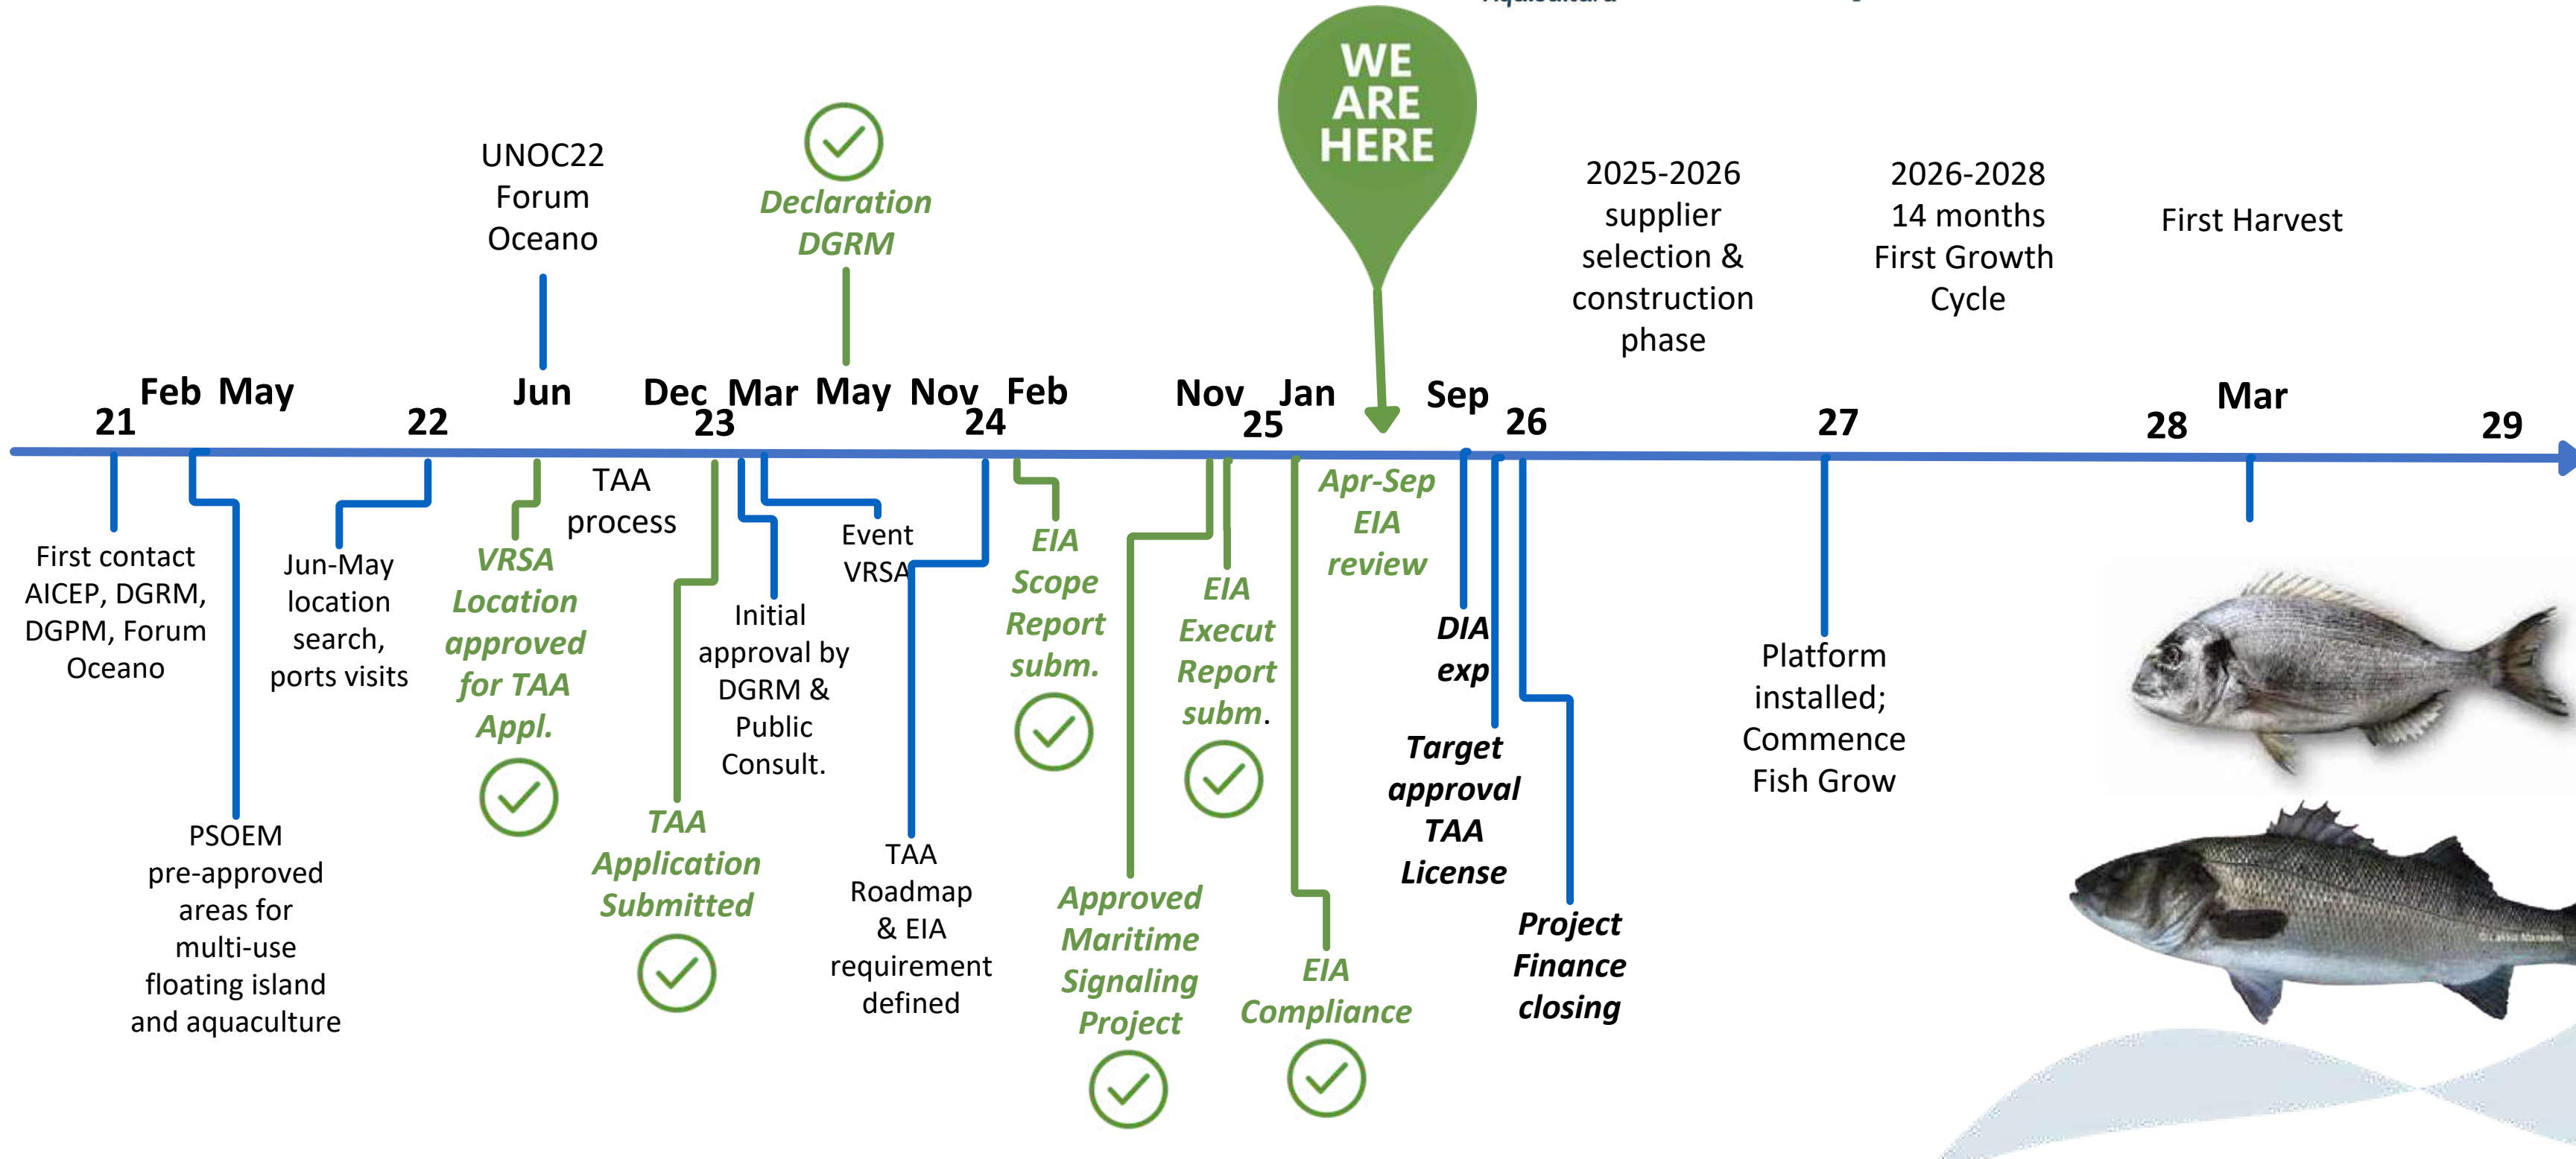 WE
ARE
HERE
UNOC22
Forum
Oceano
Declaration
DGRM
2025-2026
supplier
selection &
construction
phase
2026-2028
14 months
First Growth
Cycle
First Harvest
Feb May Jun Dec Mar May Nov Feb Nov Jan Sep Mar
21 22 23 24 25 26 27 28 29
First contact
AICEP, DGRM,
DGPM, Forum
Oceano
PSOEM
pre-approved
areas for
multi-use
floating island
and aquaculture
Jun-May
location
search,
ports visits
VRSA
Location
approved
for TAA
Appl.
TAA
process
TAA
Application
Submitted
Initial
approval by
DGRM &
Public
Consult.
Event
VRSA
TAA
Roadmap
& EIA
requirement
defined
EIA
Scope
Report
subm.
Approved
Maritime
Signaling
Project
EIA
Execut
Report
subm.
EIA
Compliance
Apr-Sep
EIA
review
DIA
exp
Target
approval
TAA
License
Project
Finance
closing
Platform
installed;
Commence
Fish Grow